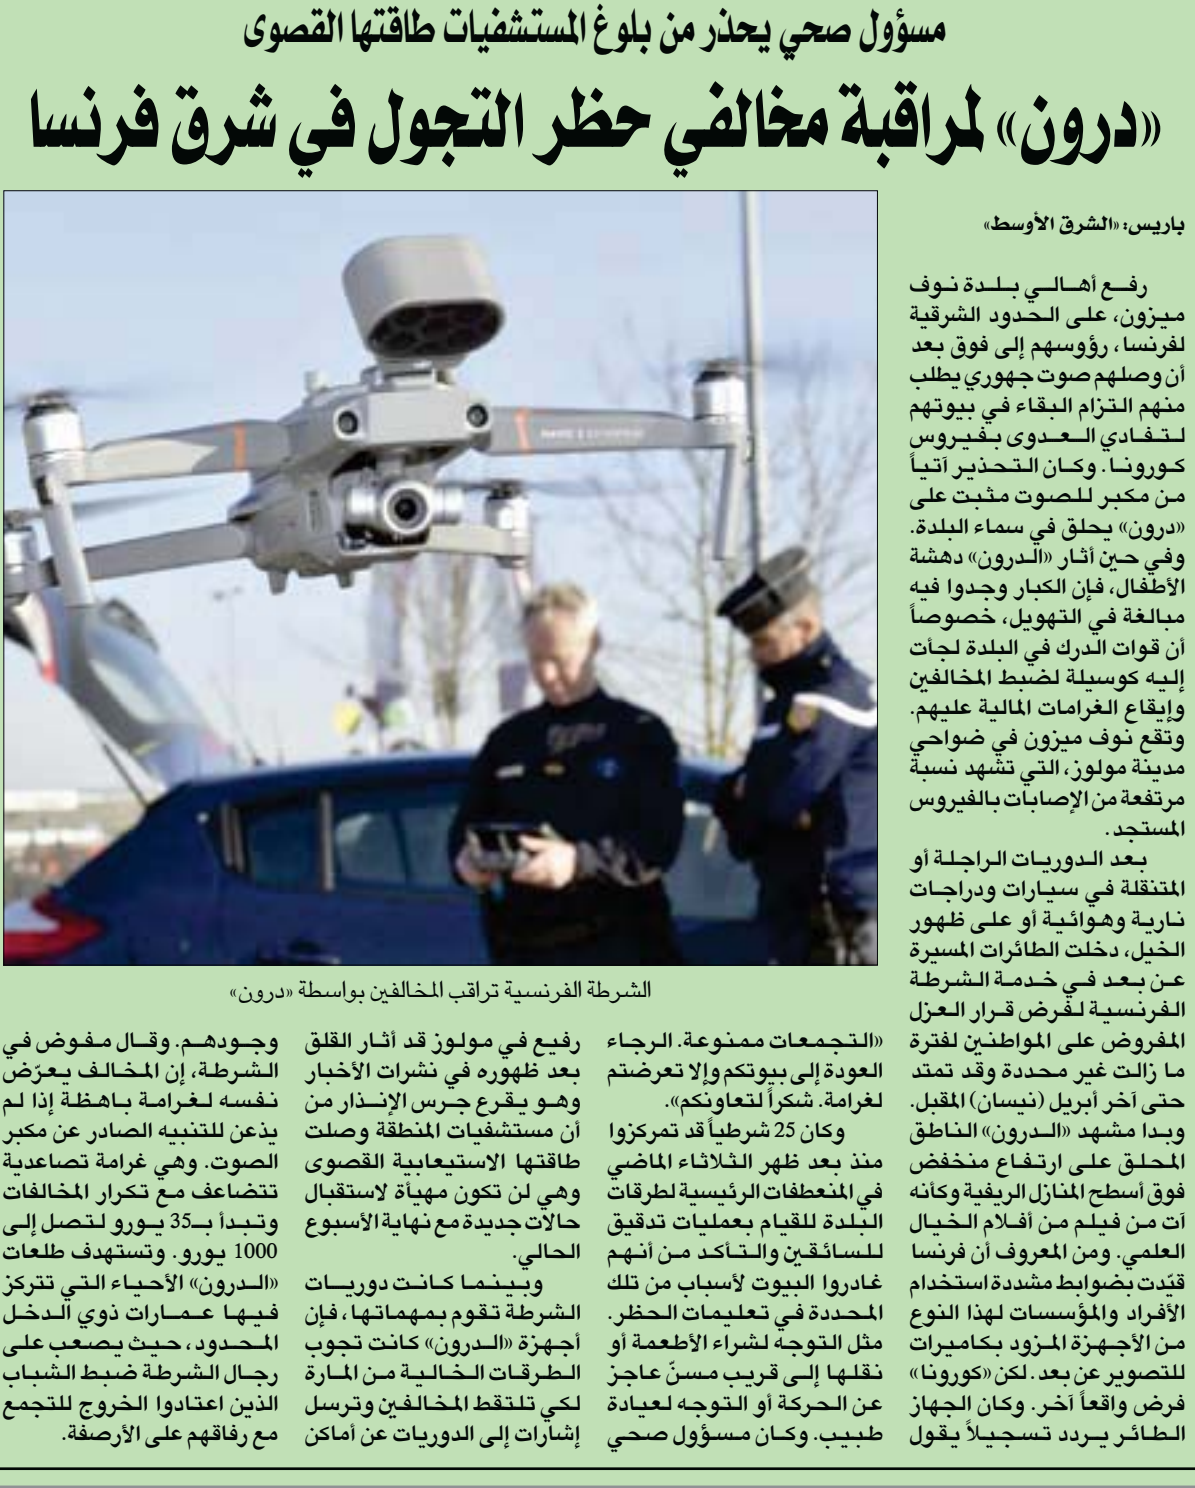 مسؤول صحي يحذر من بلوغ المستشفيات طاقتها القصوى
«درون» لمراقبة مخالفي حظر التجول في شرق فرنسا
باريس: «الشرق الأوسط»
رفع أهالي بلدة نوف
ميزون، على الحدود الشرقية
لفرنسا، رؤوسهم إلى فوق بعد
أن وصلهم صوت جهوري يطلب
منهم التزام البقاء في بيوتهم
لتفادي العدوى بفيروس
كورونا. وكان التحذير آتياً
من مكبر للصوت مثبت على
«درون» يحلق في سماء البلدة.
وفي حين أثار «الدرون» دهشة
الأطفال، فإن الكبار وجدوا فيه
مبالغة في التهويل، خصوصاً
أن قوات الدرك في البلدة لجأت
إليه كوسيلة لضبط المخالفين
وإيقاع الغرامات المالية عليهم.
وتقع نوف ميزون في ضواحي
مدينة مولوز، التي تشهد نسبة
مرتفعة من الإصابات بالفيروس
المستجد.
بعد الدوريات الراجلة أو
المتنقلة في سيارات ودراجات
نارية وهوائية أو على ظهور
الخيل، دخلت الطائرات المسيرة
عن بعد في خدمة الشرطة
الفرنسية لفرض قرار العزل
المفروض على المواطنين لفترة
ما زالت غير محددة وقد تمتد
حتى آخر أبريل (نيسان) المقبل.
وبدا مشهد «الدرون» الناطق
المحلق على ارتفاع منخفض
فوق أسطح المنازل الريفية وكأنه
آت من فيلم من أفلام الخيال
العلمي. ومن المعروف أن فرنسا
قيّدت بضوابط مشددة استخدام
الأفراد والمؤسسات لهذا النوع
من الأجهزة المزود بكاميرات
للتصوير عن بعد. لكن «كورونا»
فرض واقعاً آخر. وكان الجهاز
الطائر يردد تسجيلاً يقول
الشرطة الفرنسية تراقب المخالفين بواسطة «درون»
«التجمعات ممنوعة. الرجاء
العودة إلى بيوتكم وإلا تعرضتم
لغرامة. شكراً لتعاونكم».
وكان 25 شرطياً قد تمركزوا
منذ بعد ظهر الثلاثاء الماضي
في المنعطفات الرئيسية لطرقات
البلدة للقيام بعمليات تدقيق
للسائقين والتأكد من أنهم
غادروا البيوت لأسباب من تلك
المحددة في تعليمات الحظر.
مثل التوجه لشراء الأطعمة أو
نقلها إلى قريب مسنّ عاجز
عن الحركة أو التوجه لعيادة
طبيب. وكان مسؤول صحي
رفيع في مولوز قد أثار القلق
بعد ظهوره في نشرات الأخبار
وهو يقرع جرس الإنذار من
أن مستشفيات المنطقة وصلت
طاقتها الاستيعابية القصوى
وهي لن تكون مهيأة لاستقبال
حالات جديدة مع نهاية الأسبوع
الحالي.
وبينما كانت دوريات
الشرطة تقوم بمهماتها، فإن
أجهزة «الدرون» كانت تجوب
الطرقات الخالية من المارة
لكي تلتقط المخالفين وترسل
إشارات إلى الدوريات عن أماكن
وجودهم. وقال مفوض في
الشرطة، إن المخالف يعرّض
نفسه لغرامة باهظة إذا لم
يذعن للتنبيه الصادر عن مكبر
الصوت. وهي غرامة تصاعدية
تتضاعف مع تكرار المخالفات
وتبدأ بـ35 يورو لتصل إلى
1000 يورو. وتستهدف طلعات
«الدرون» الأحياء التي تتركز
فيها عمارات ذوي الدخل
المحدود، حيث يصعب على
رجال الشرطة ضبط الشباب
الذين اعتادوا الخروج للتجمع
مع رفاقهم على الأرصفة.